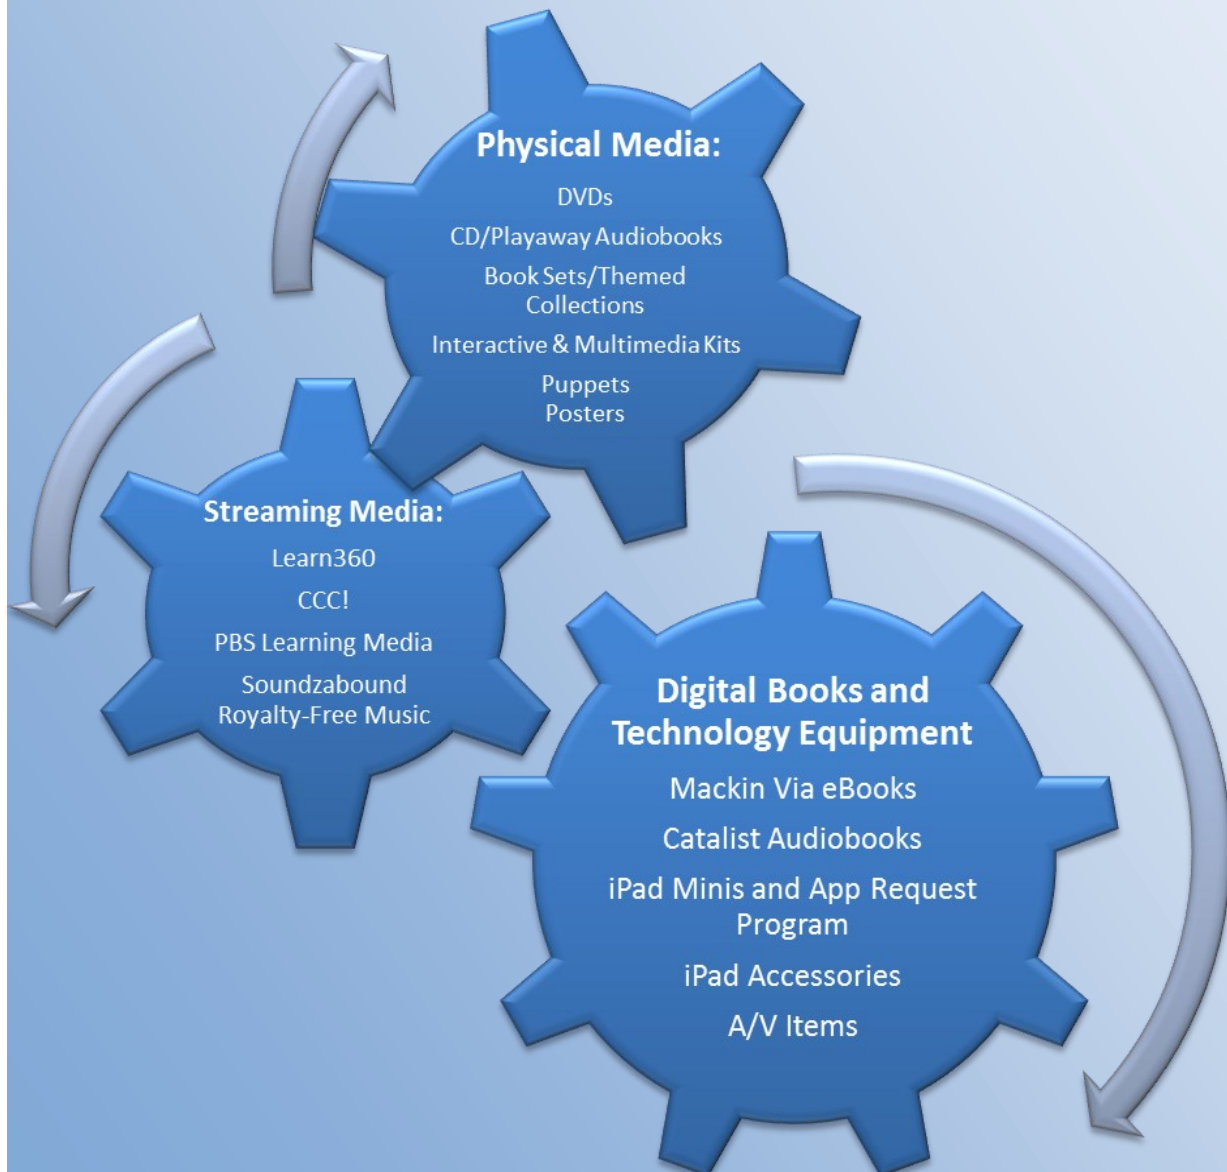 Physical Media:
DVDs
CD/Playaway Audiobooks
Book Sets/Themed
Collections
Interactive & Multimedia Kits
Puppets
Posters
Streaming Media:
Learn360
CCC!
PBS Learning Media
Soundzabound
Royalty-Free Music
Digital Books and
Technology Equipment
Mackin Via eBooks
Catalist Audiobooks
iPad Minis and App Request
Program
iPad Accessories
A/V Items